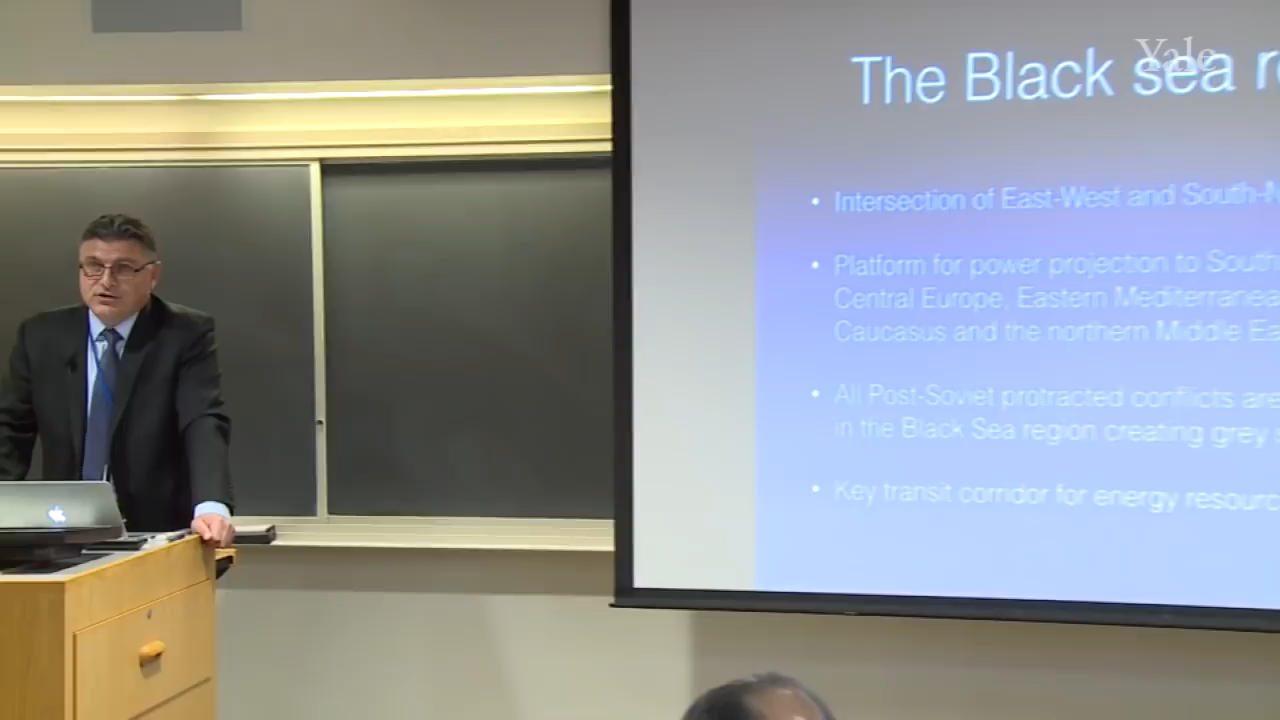 Yale
The Black sea r
Intersection of East-West and South-N
Platform for power projection to South
Central Europe, Eastern Mediterranea
Caucasus and the northern Middle Ea
All Post-Soviet protracted conflicts are
in the Black Sea region creating grey
Key transit corridor for energy resourc